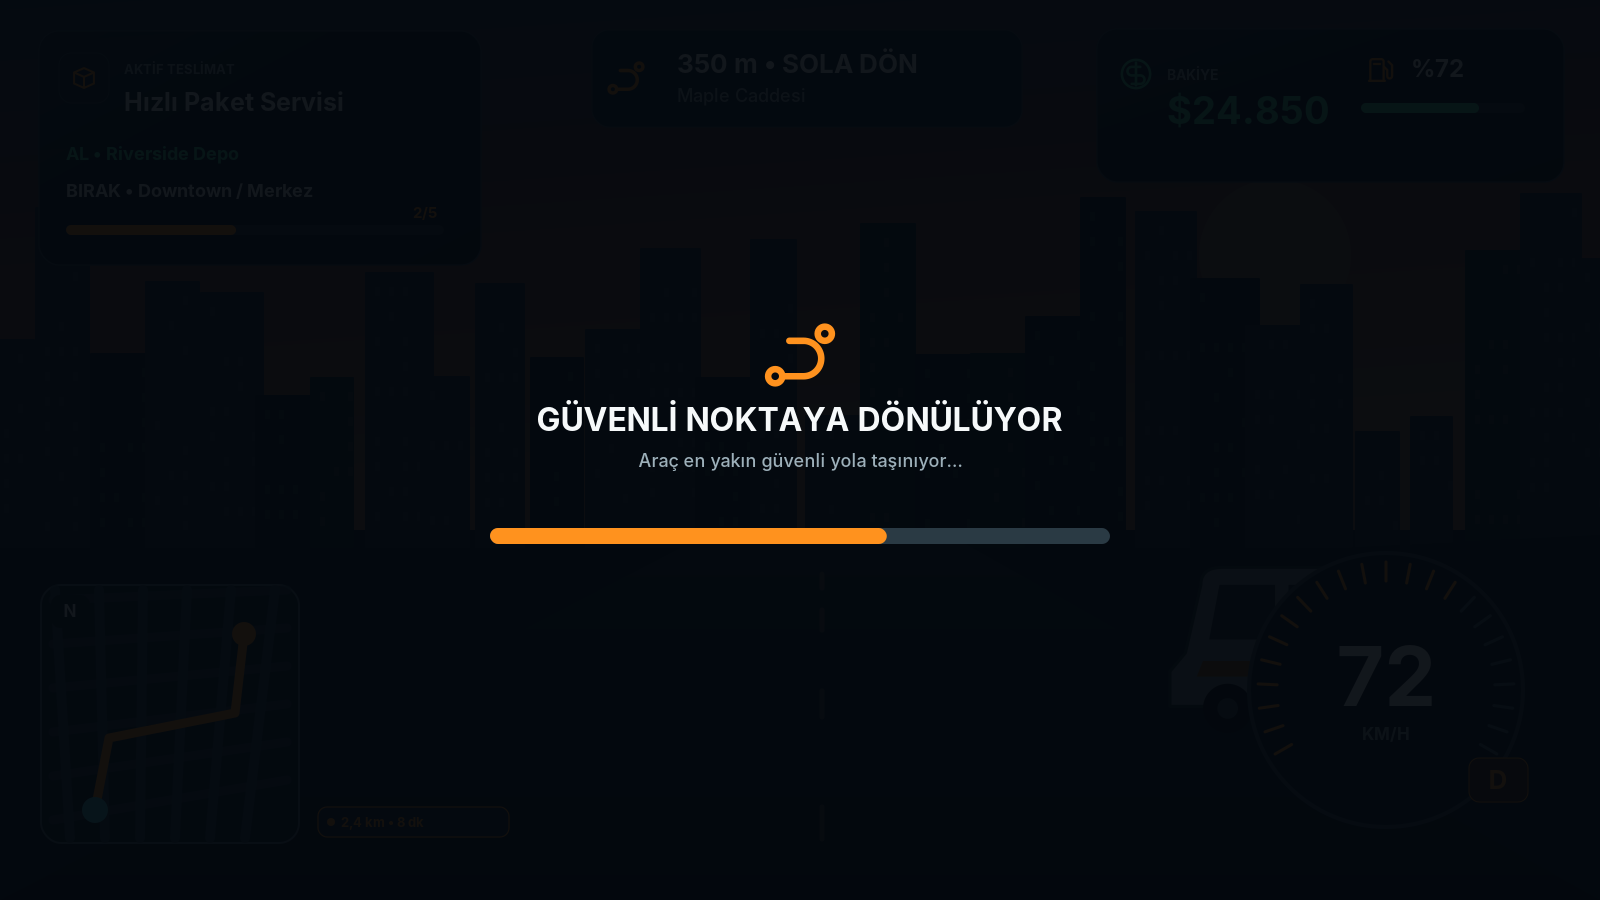 AKTİF TESLİMAT
Hızlı Paket Servisi
AL • Riverside Depo
BIRAK • Downtown / Merkez
2/5
350 m • SOLA DÖN
Maple Caddesi
BAKİYE
$24.850
%72
GÜVENLİ NOKTAYA DÖNÜLÜYOR
Araç en yakın güvenli yola taşınıyor...
N
2,4 km • 8 dk
72
KM/H
D